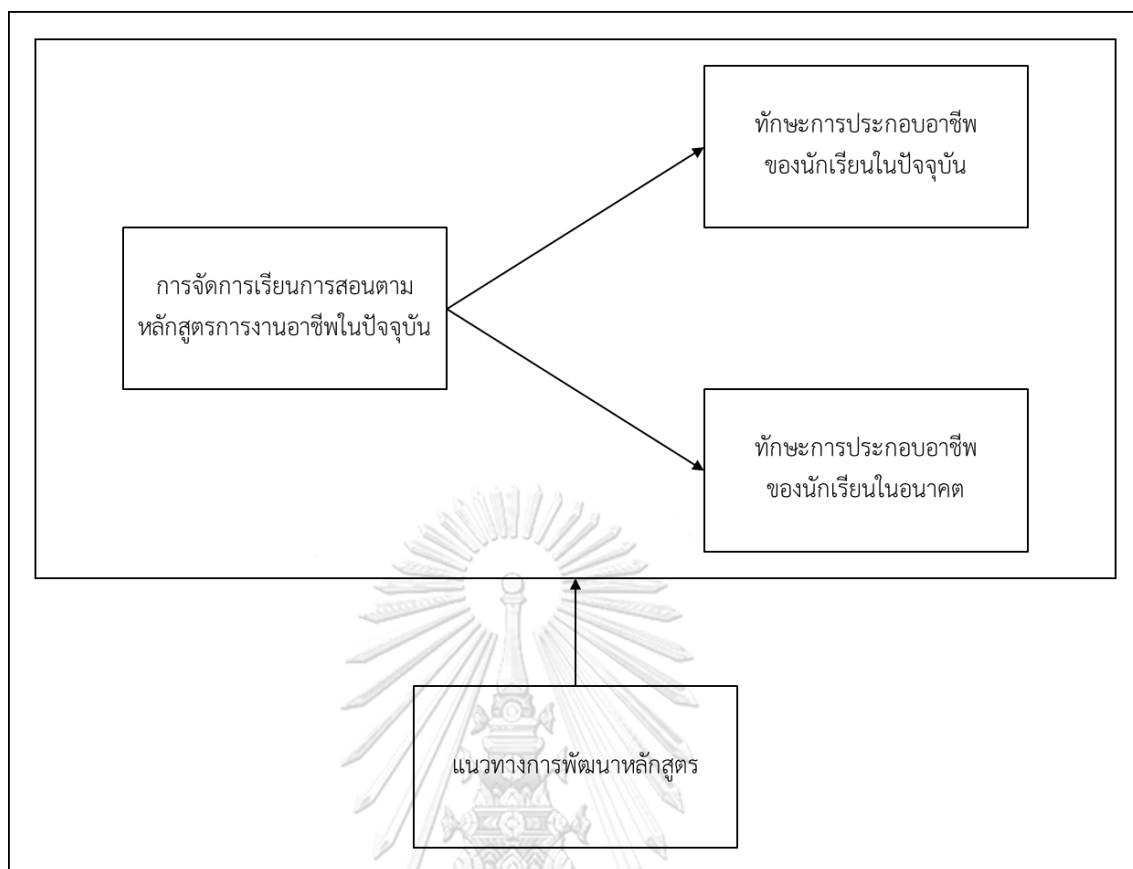 ทักษะการประกอบอาชีพ
ของนักเรียนในปัจจุบัน
การจัดการเรียนการสอนตาม
หลักสูตรการงานอาชีพในปัจจุบัน
ทักษะการประกอบอาชีพ
ของนักเรียนในอนาคต
แนวทางการพัฒนาหลักสูตร